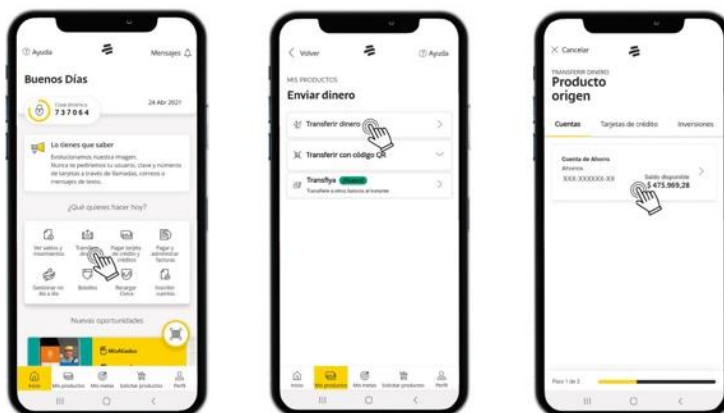 Ayuda
Mensajes
Buenos Días
Clave dinámica
737064
24 Abr 2021
Lo tienes que saber
Evolucionamos nuestra imagen.
Nunca te pediremos tu usuario, clave y números
de tarjetas a través de llamadas, correos o
mensajes de texto.
¿Qué quieres hacer hoy?
Ver saldos y
movimientos
Pagar tarjeta
de crédito y
créditos
Pagar y
administrar
facturas
Gestionar mi
día a día
Bolsillos
Recargar
Cívica
Inscribir
cuentas
Nuevas oportunidades
Inicio
Mis productos
Mis metas
Solicitar productos
Perfil
Volver
Ayuda
MIS PRODUCTOS
Enviar dinero
Transferir dinero
Transferir con código QR
Transfiya ¡Nuevo!
Transfiere a otros bancos al instante
Inicio
Mis productos
Mis metas
Solicitar productos
Perfil
Cancelar
TRANSFERIR DINERO
Producto
origen
Cuentas
Tarjetas de crédito
Inversiones
Cuenta de Ahorro
Ahorros
XXX-XXXXXX-XX
Saldo disponible
$ 475.969,28
Paso 1 de 3